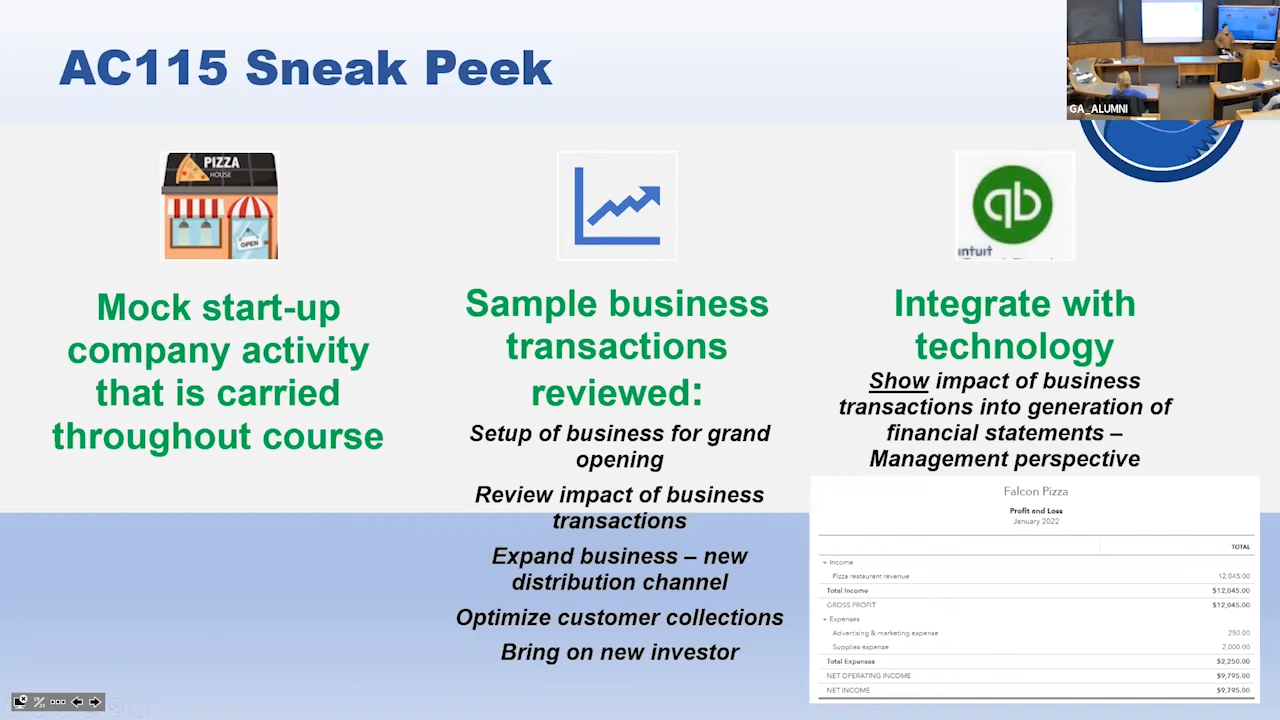 AC115 Sneak Peek
GA_ALUMNI
PIZZA
HOUSE
OPEN
Mock start-up
company activity
that is carried
throughout course
Sample business
transactions
reviewed:
Setup of business for grand
opening
Review impact of business
transactions
Expand business – new
distribution channel
Optimize customer collections
Bring on new investor
qb
intuit
Integrate with
technology
Show impact of business
transactions into generation of
financial statements –
Management perspective
Falcon Pizza
Profit and Loss
January 2022
TOTAL
Income
Pizza restaurant revenue 12,045.00
Total Income $12,045.00
GROSS PROFIT $12,045.00
Expenses
Advertising & marketing expense 250.00
Supplies expense 2,000.00
Total Expenses $2,250.00
NET OPERATING INCOME $9,795.00
NET INCOME $9,795.00